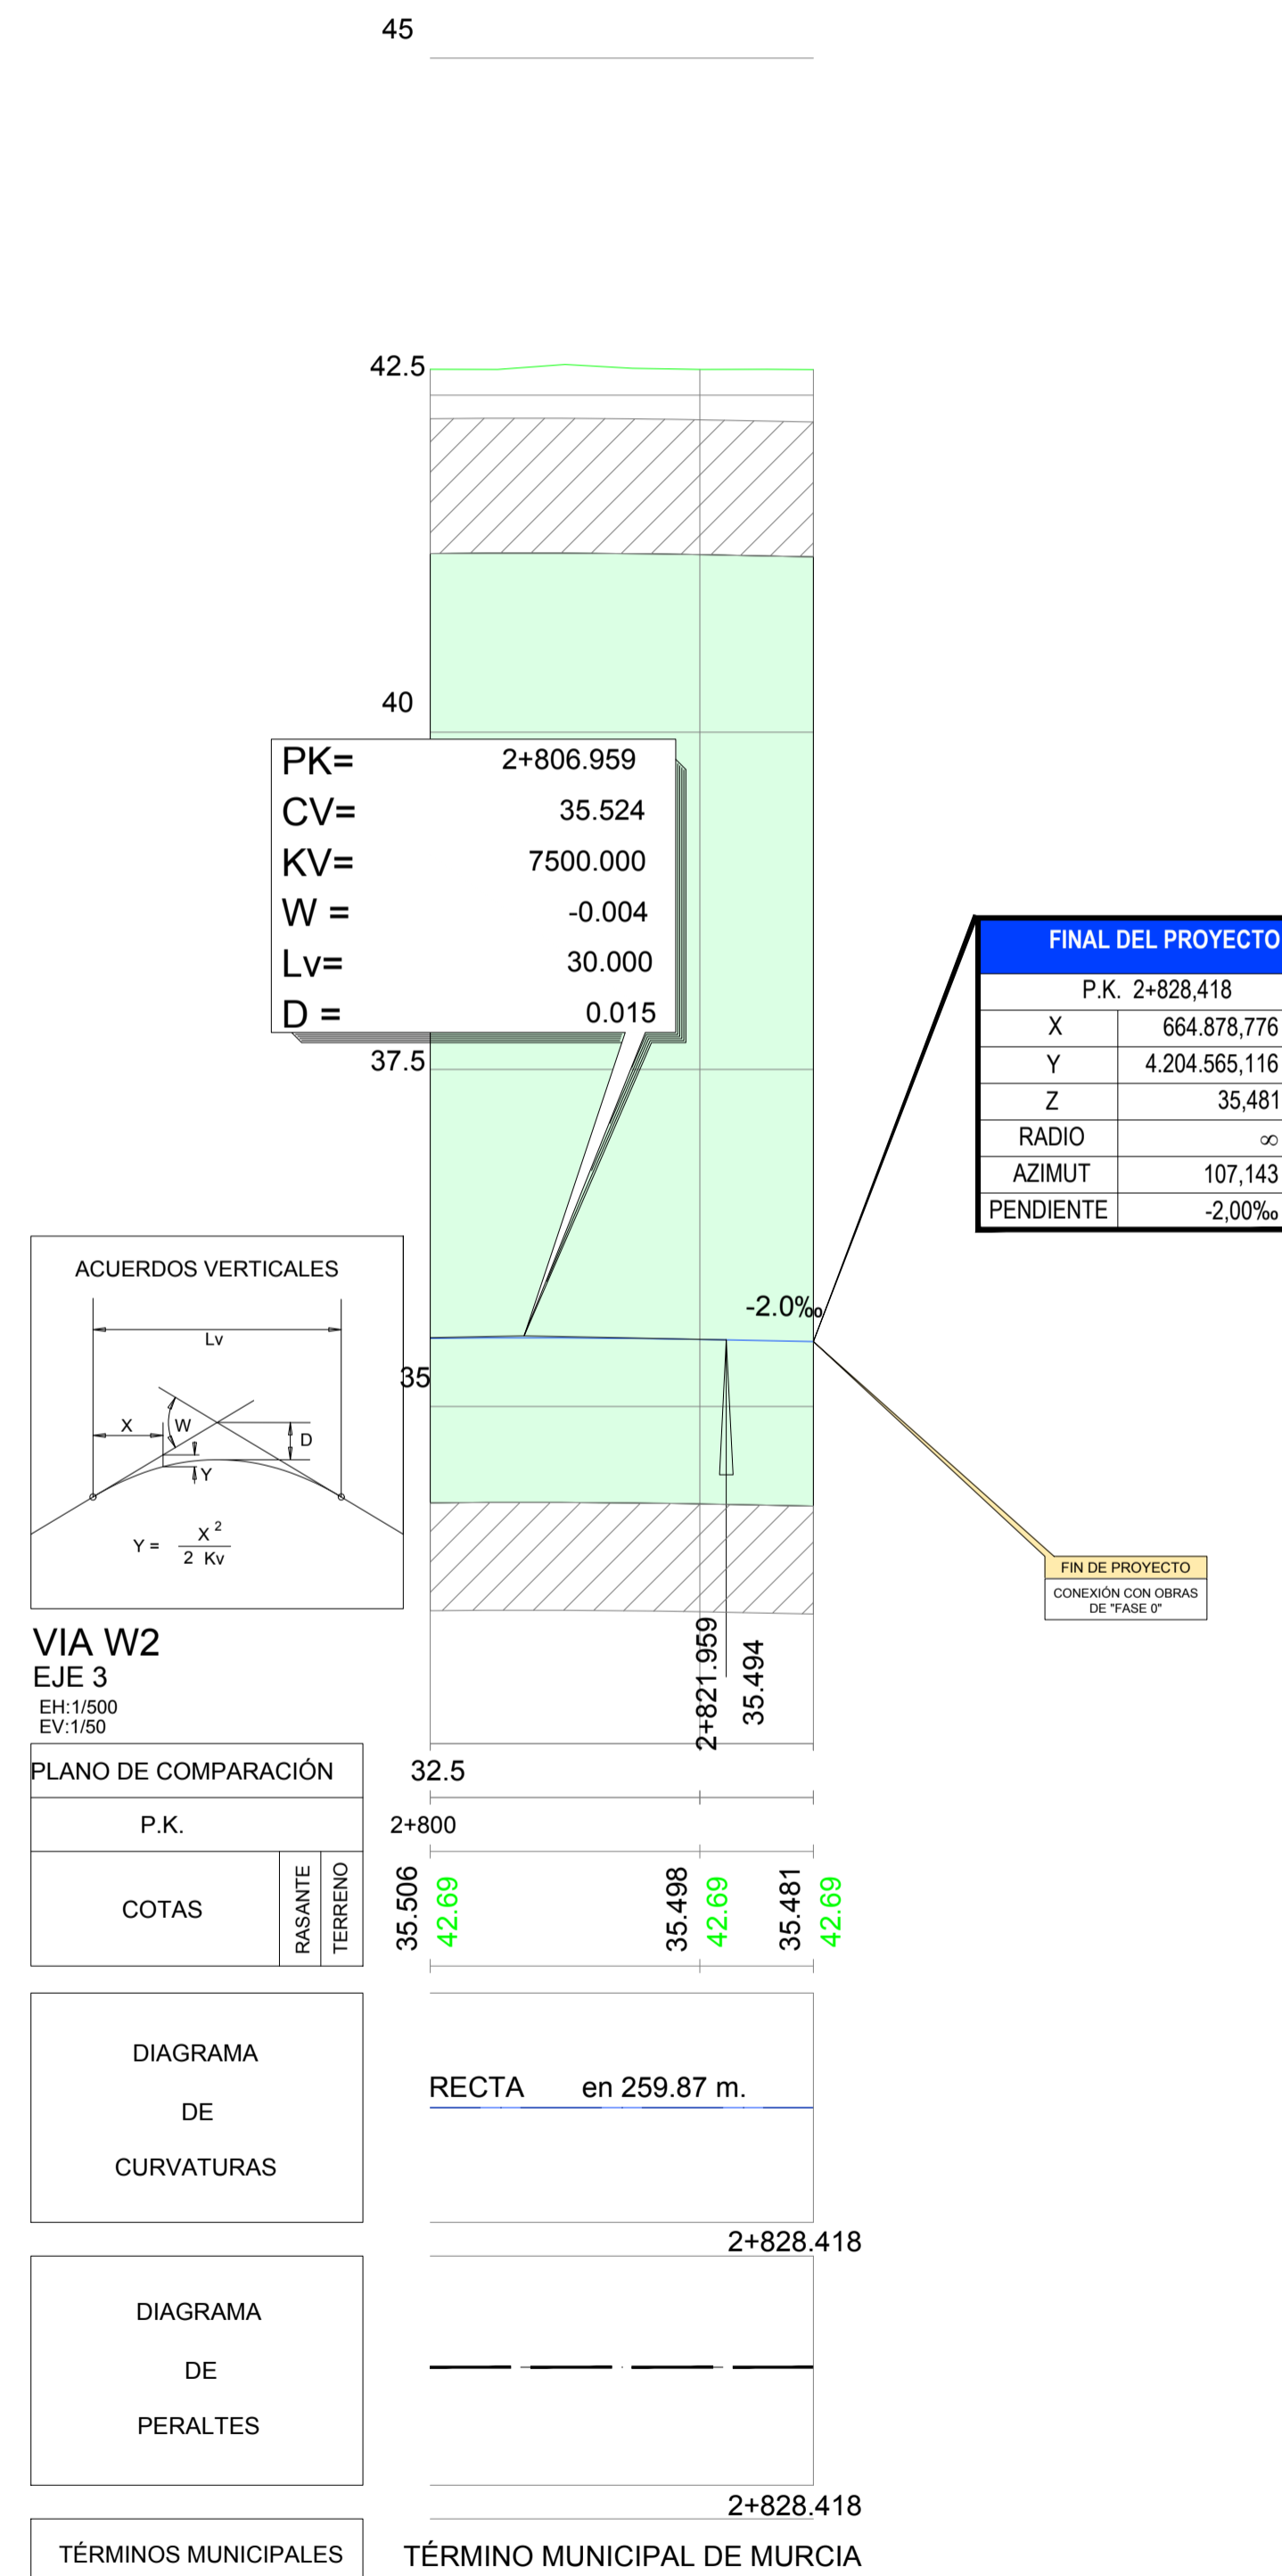 45
42.5
40
PK= 2+806.959
CV= 35.524
KV= 7500.000
W = -0.004
Lv= 30.000
D = 0.015
37.5
FINAL DEL PROYECTO
P.K. 2+828,418
X 664.878,776
Y 4.204.565,116
Z 35,481
RADIO ∞
AZIMUT 107,143
PENDIENTE -2,00‰
-2.0‰
35
ACUERDOS VERTICALES
Lv
X W D
Y
Y = X 2
2 Kv
FIN DE PROYECTO
CONEXIÓN CON OBRAS
DE "FASE 0"
2+821.959
35.494
VIA W2
EJE 3
EH:1/500
EV:1/50
PLANO DE COMPARACIÓN 32.5
P.K. 2+800
COTAS RASANTE TERRENO
35.506 42.69 35.498 42.69 35.481 42.69
DIAGRAMA
DE
CURVATURAS
RECTA en 259.87 m.
2+828.418
DIAGRAMA
DE
PERALTES
2+828.418
TÉRMINOS MUNICIPALES TÉRMINO MUNICIPAL DE MURCIA